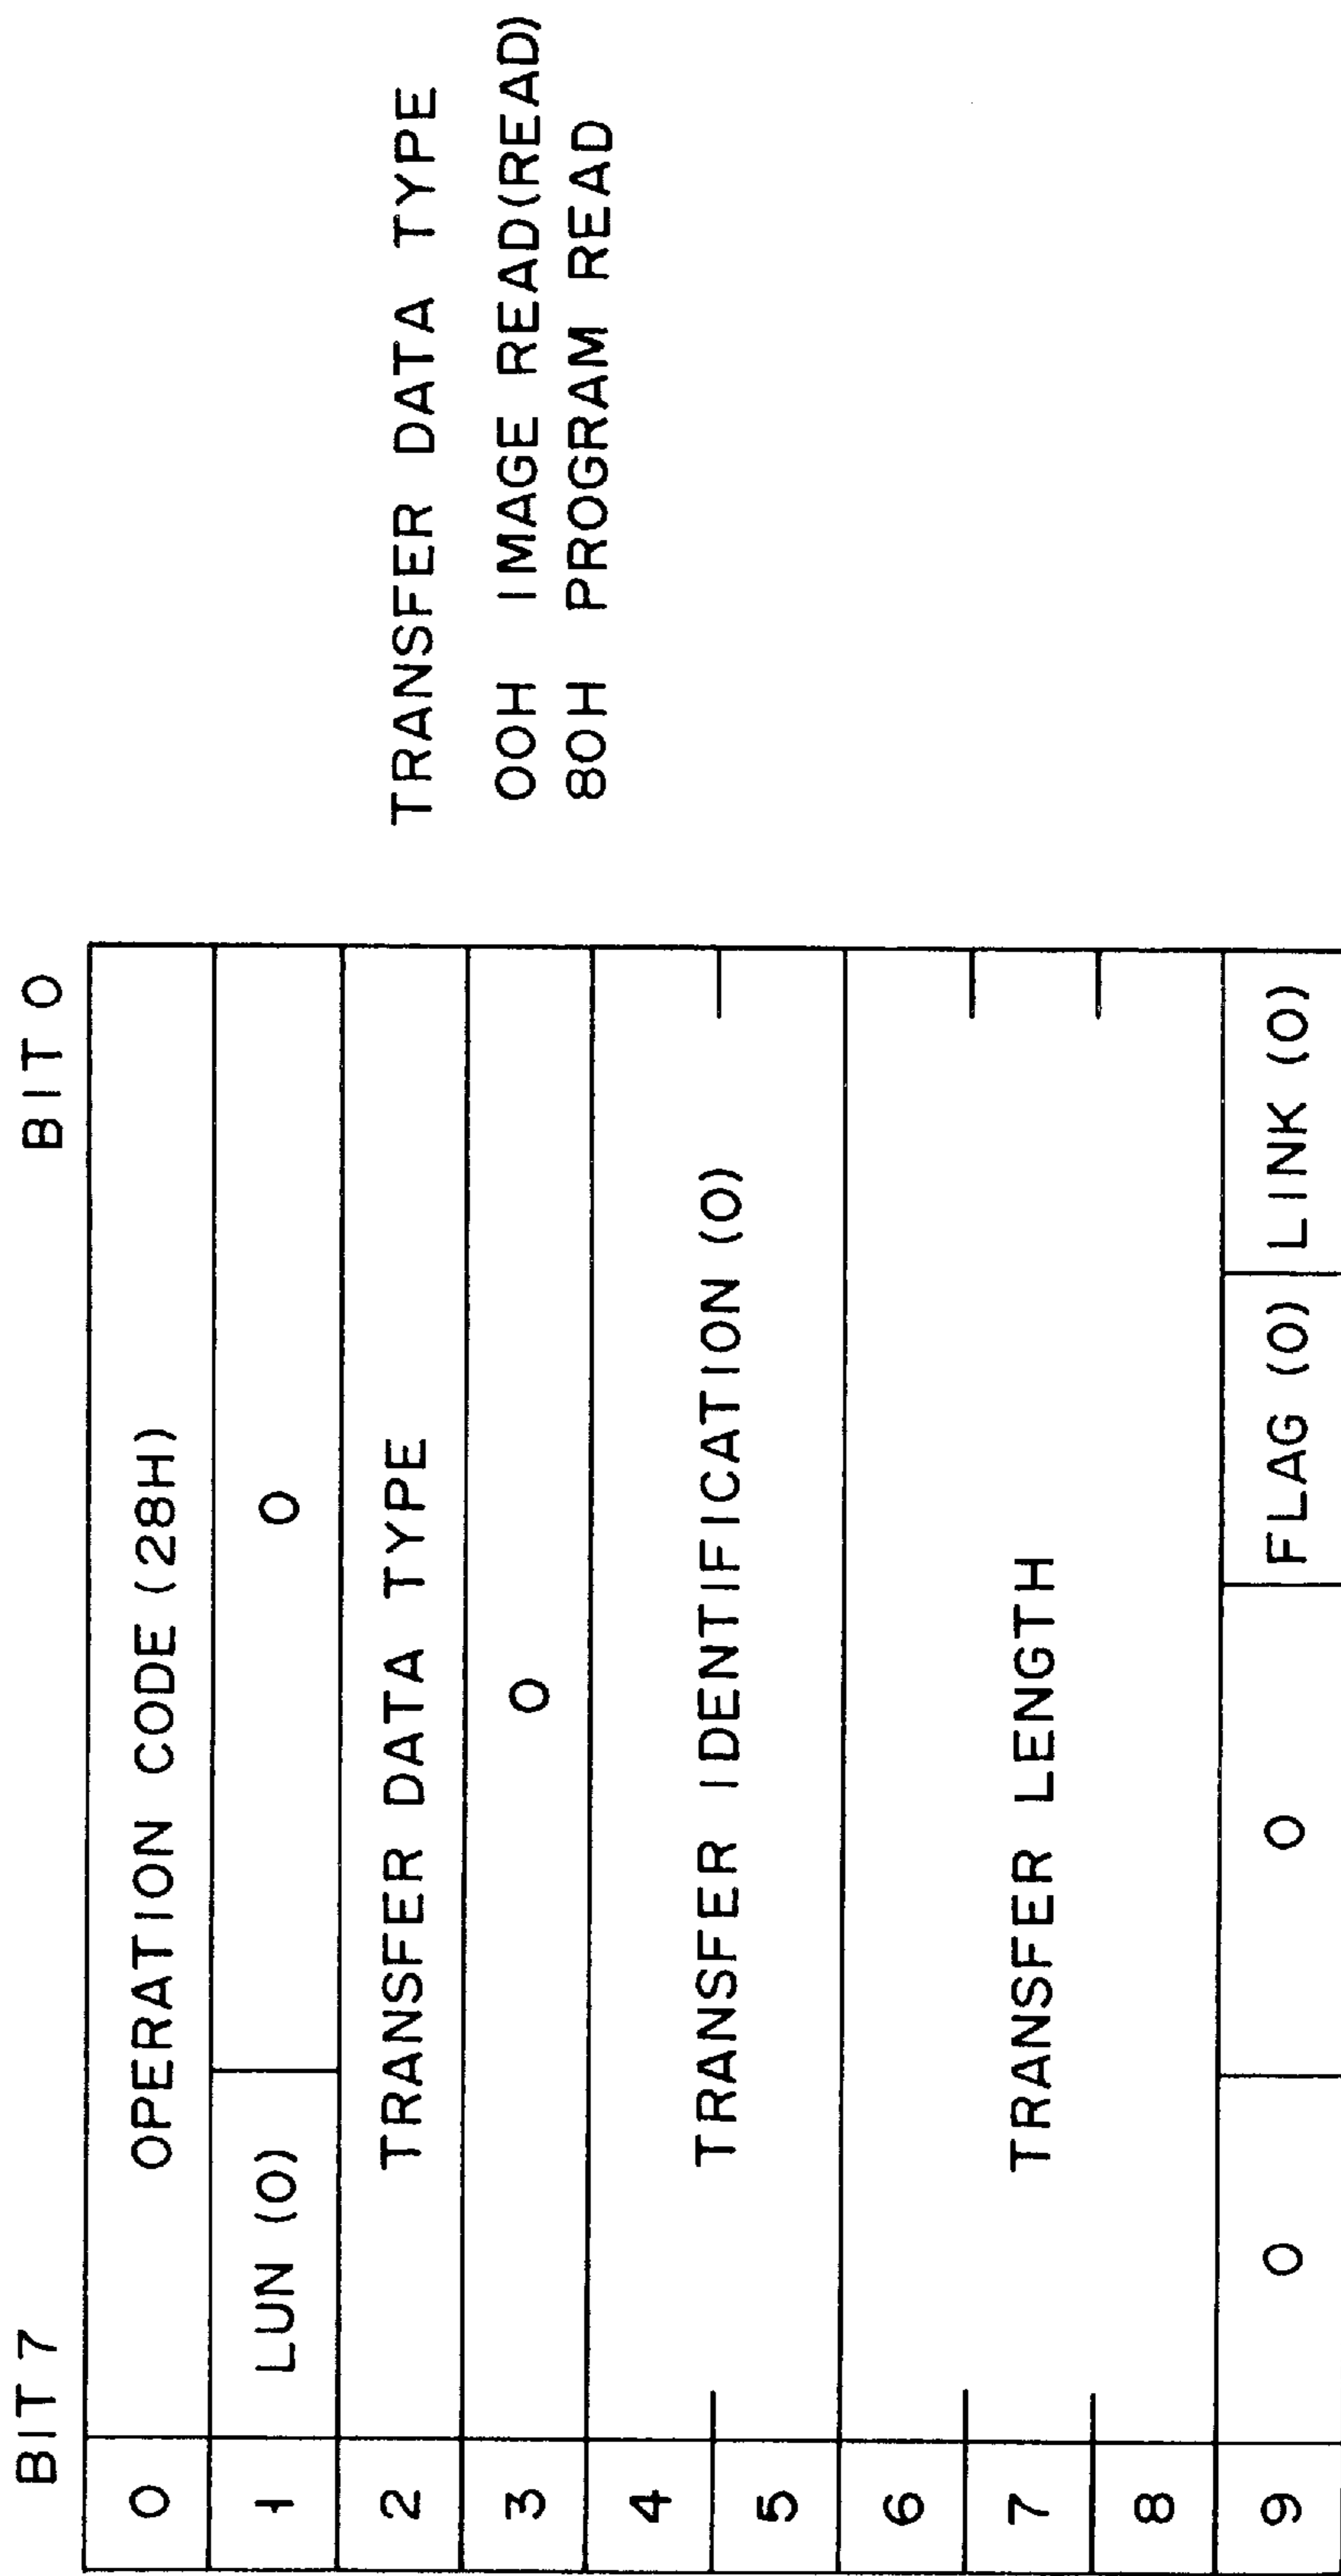 BIT 7 BIT 0
0 OPERATION CODE (28H)
1 LUN (0) 0
2 TRANSFER DATA TYPE
3 0
4
TRANSFER IDENTIFICATION (0)
5
6
7 TRANSFER LENGTH
8
9 0 0 FLAG (0) LINK (0)
TRANSFER DATA TYPE
00H IMAGE READ(READ)
80H PROGRAM READ